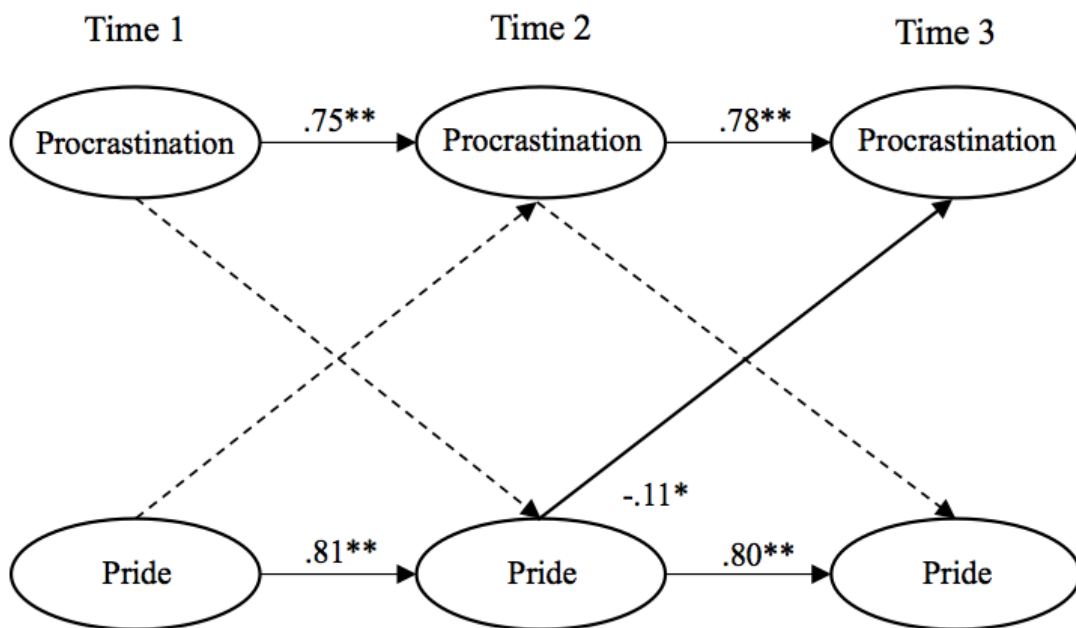 Time 1
Time 2
Time 3
Procrastination
.75**
Procrastination
.78**
Procrastination
-.11*
Pride
.81**
Pride
.80**
Pride